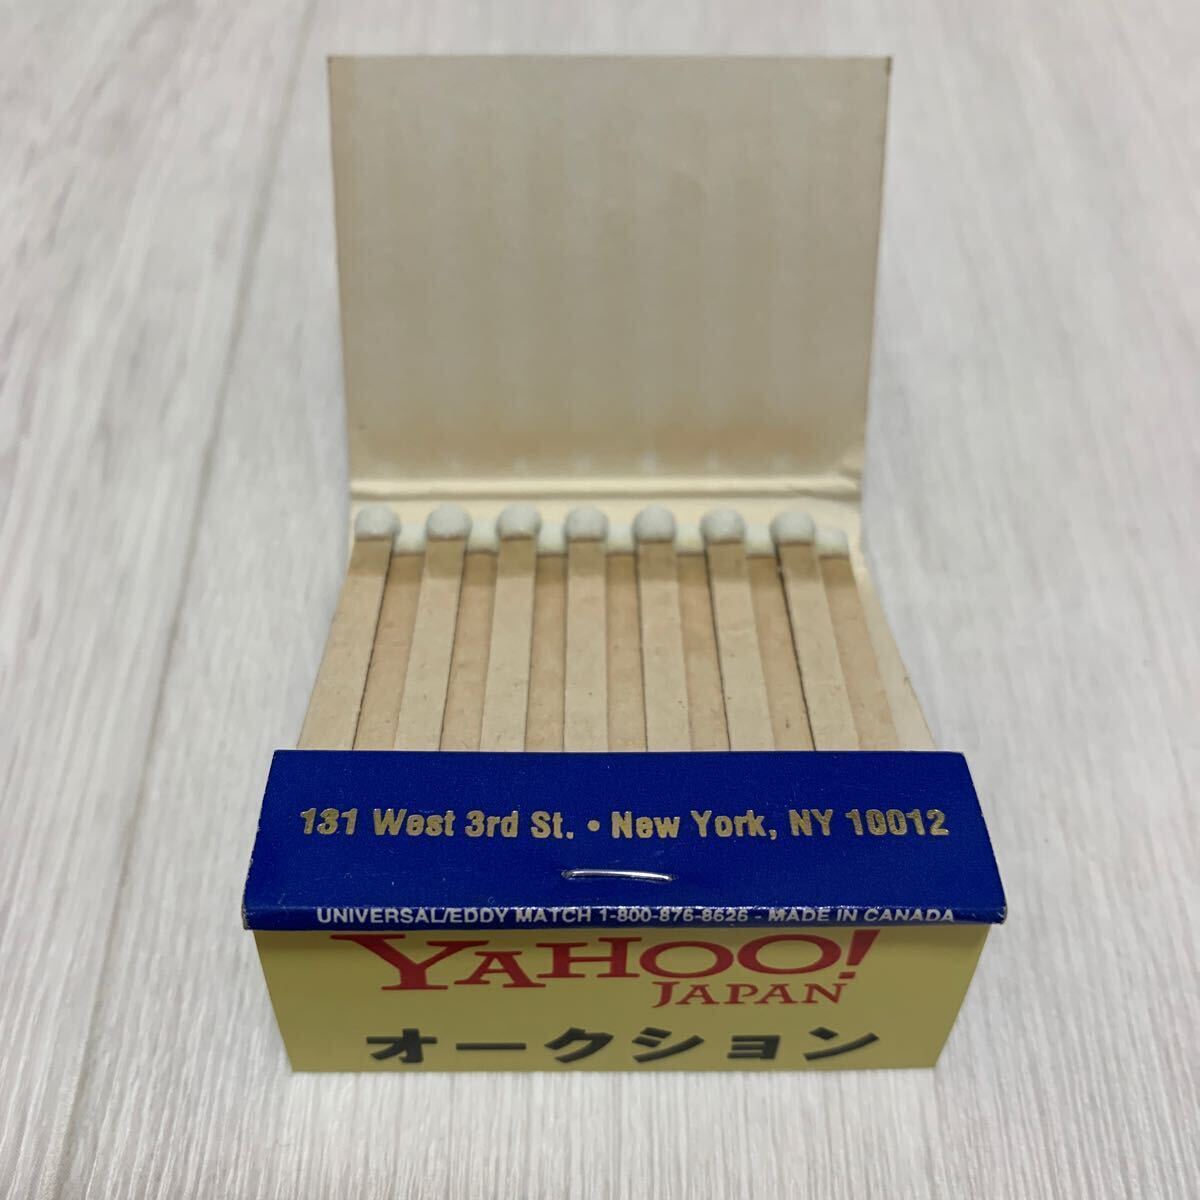 131 West 3rd St. • New York, NY 10012
UNIVERSAL/EDDY MATCH 1-800-876-8626 - MADE IN CANADA
YAHOO!
JAPAN
オークション